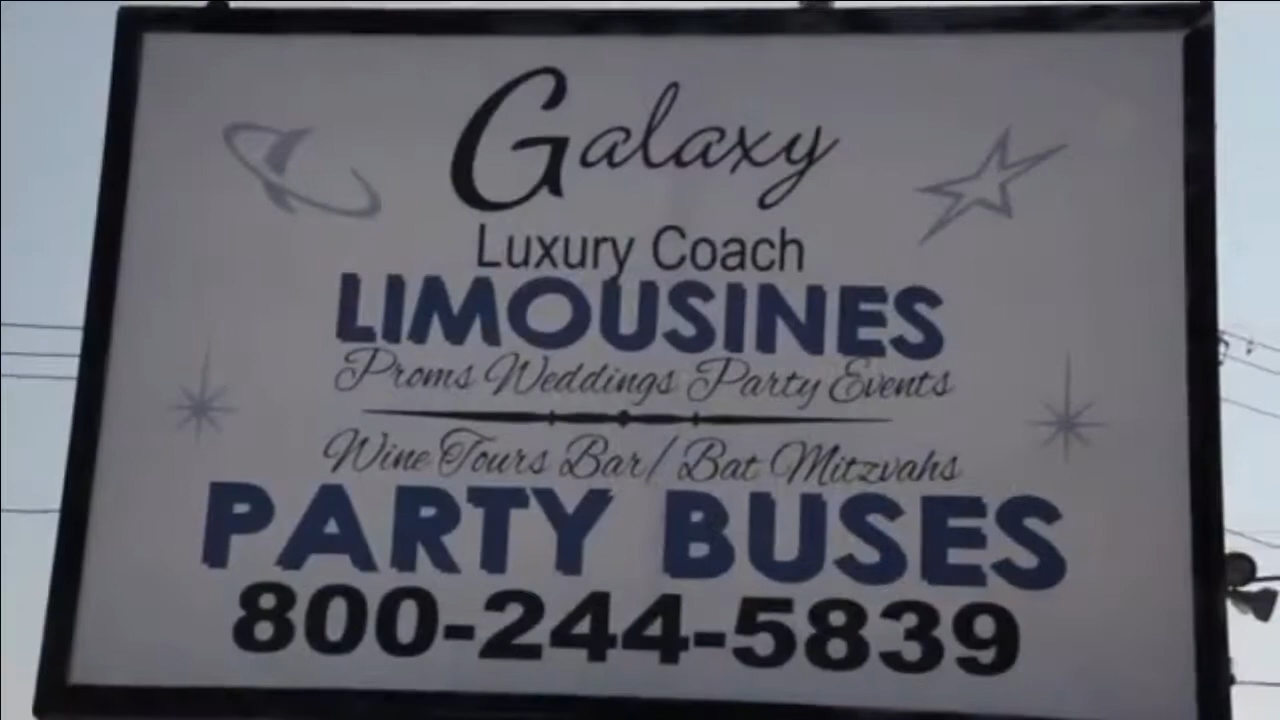 Galaxy
Luxury Coach
LIMOUSINES
Proms Weddings Party Events
Wine Tours Bar/ Bat Mitzvahs
PARTY BUSES
800-244-5839